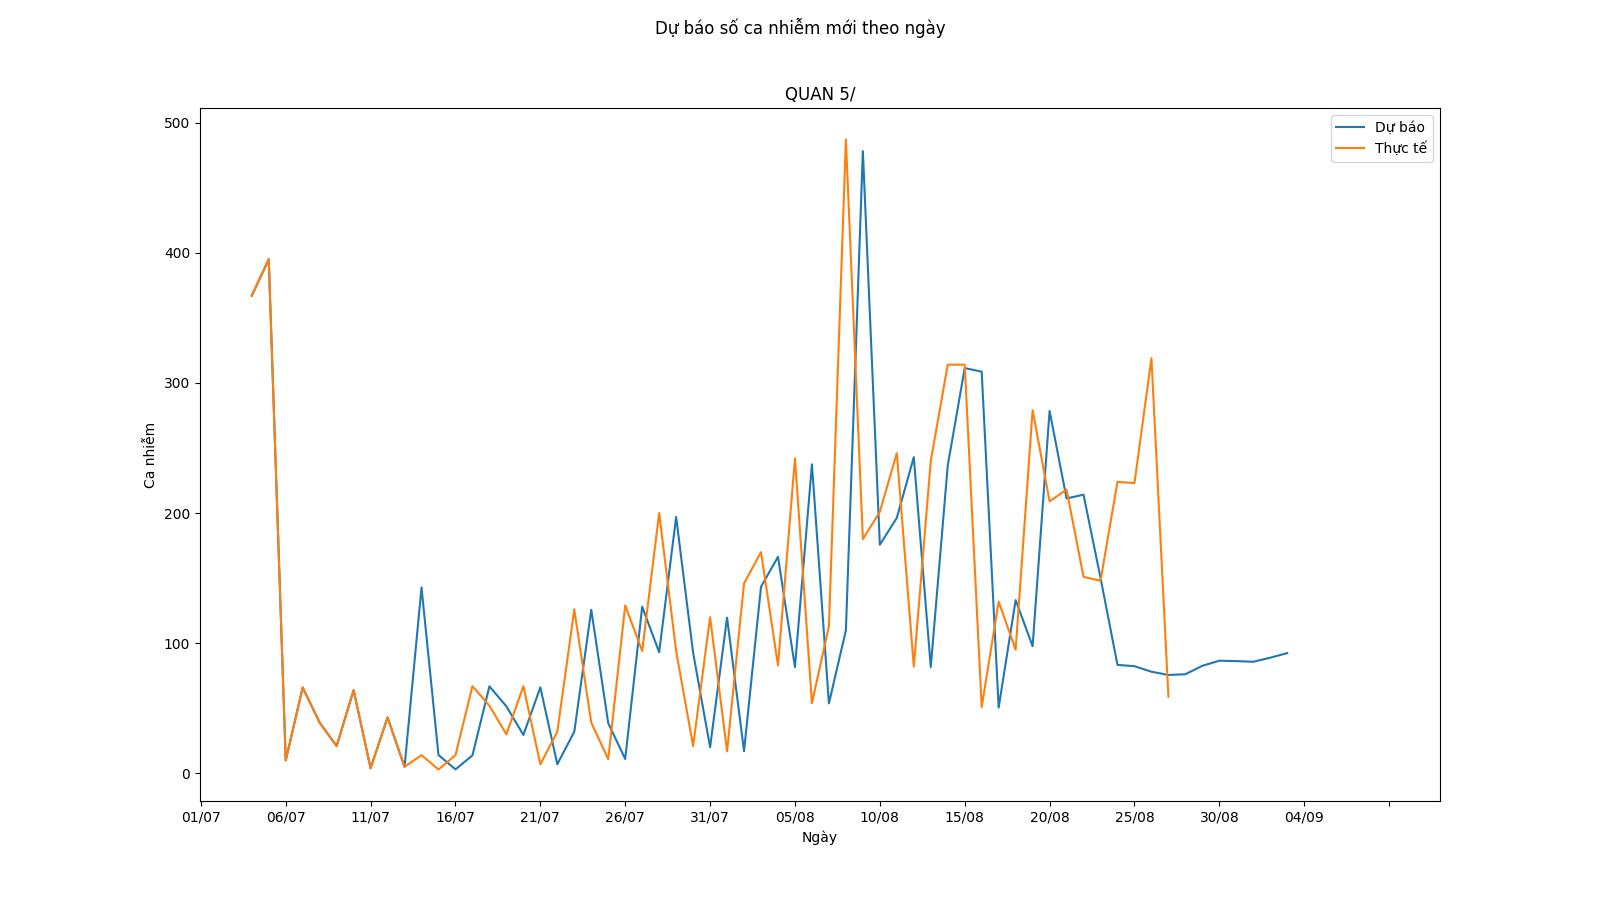 Dự báo số ca nhiễm mới theo ngày
QUAN 5/
Dự báo
Thực tế
500
400
300
200
100
0
Ca nhiễm
01/07 06/07 11/07 16/07 21/07 26/07 31/07 05/08 10/08 15/08 20/08 25/08 30/08 04/09
Ngày